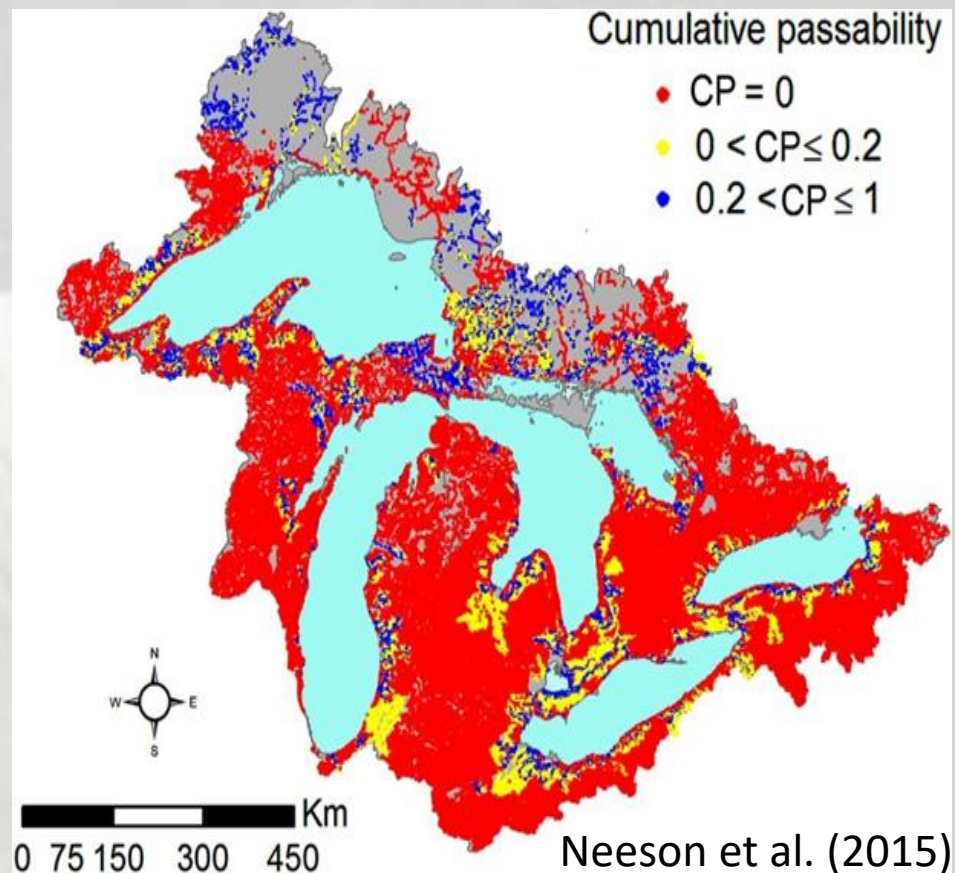 Cumulative passability
CP = 0
0 < CP ≤ 0.2
0.2 < CP ≤ 1
N
W E
S
Km
0 75 150 300 450
Neeson et al. (2015)